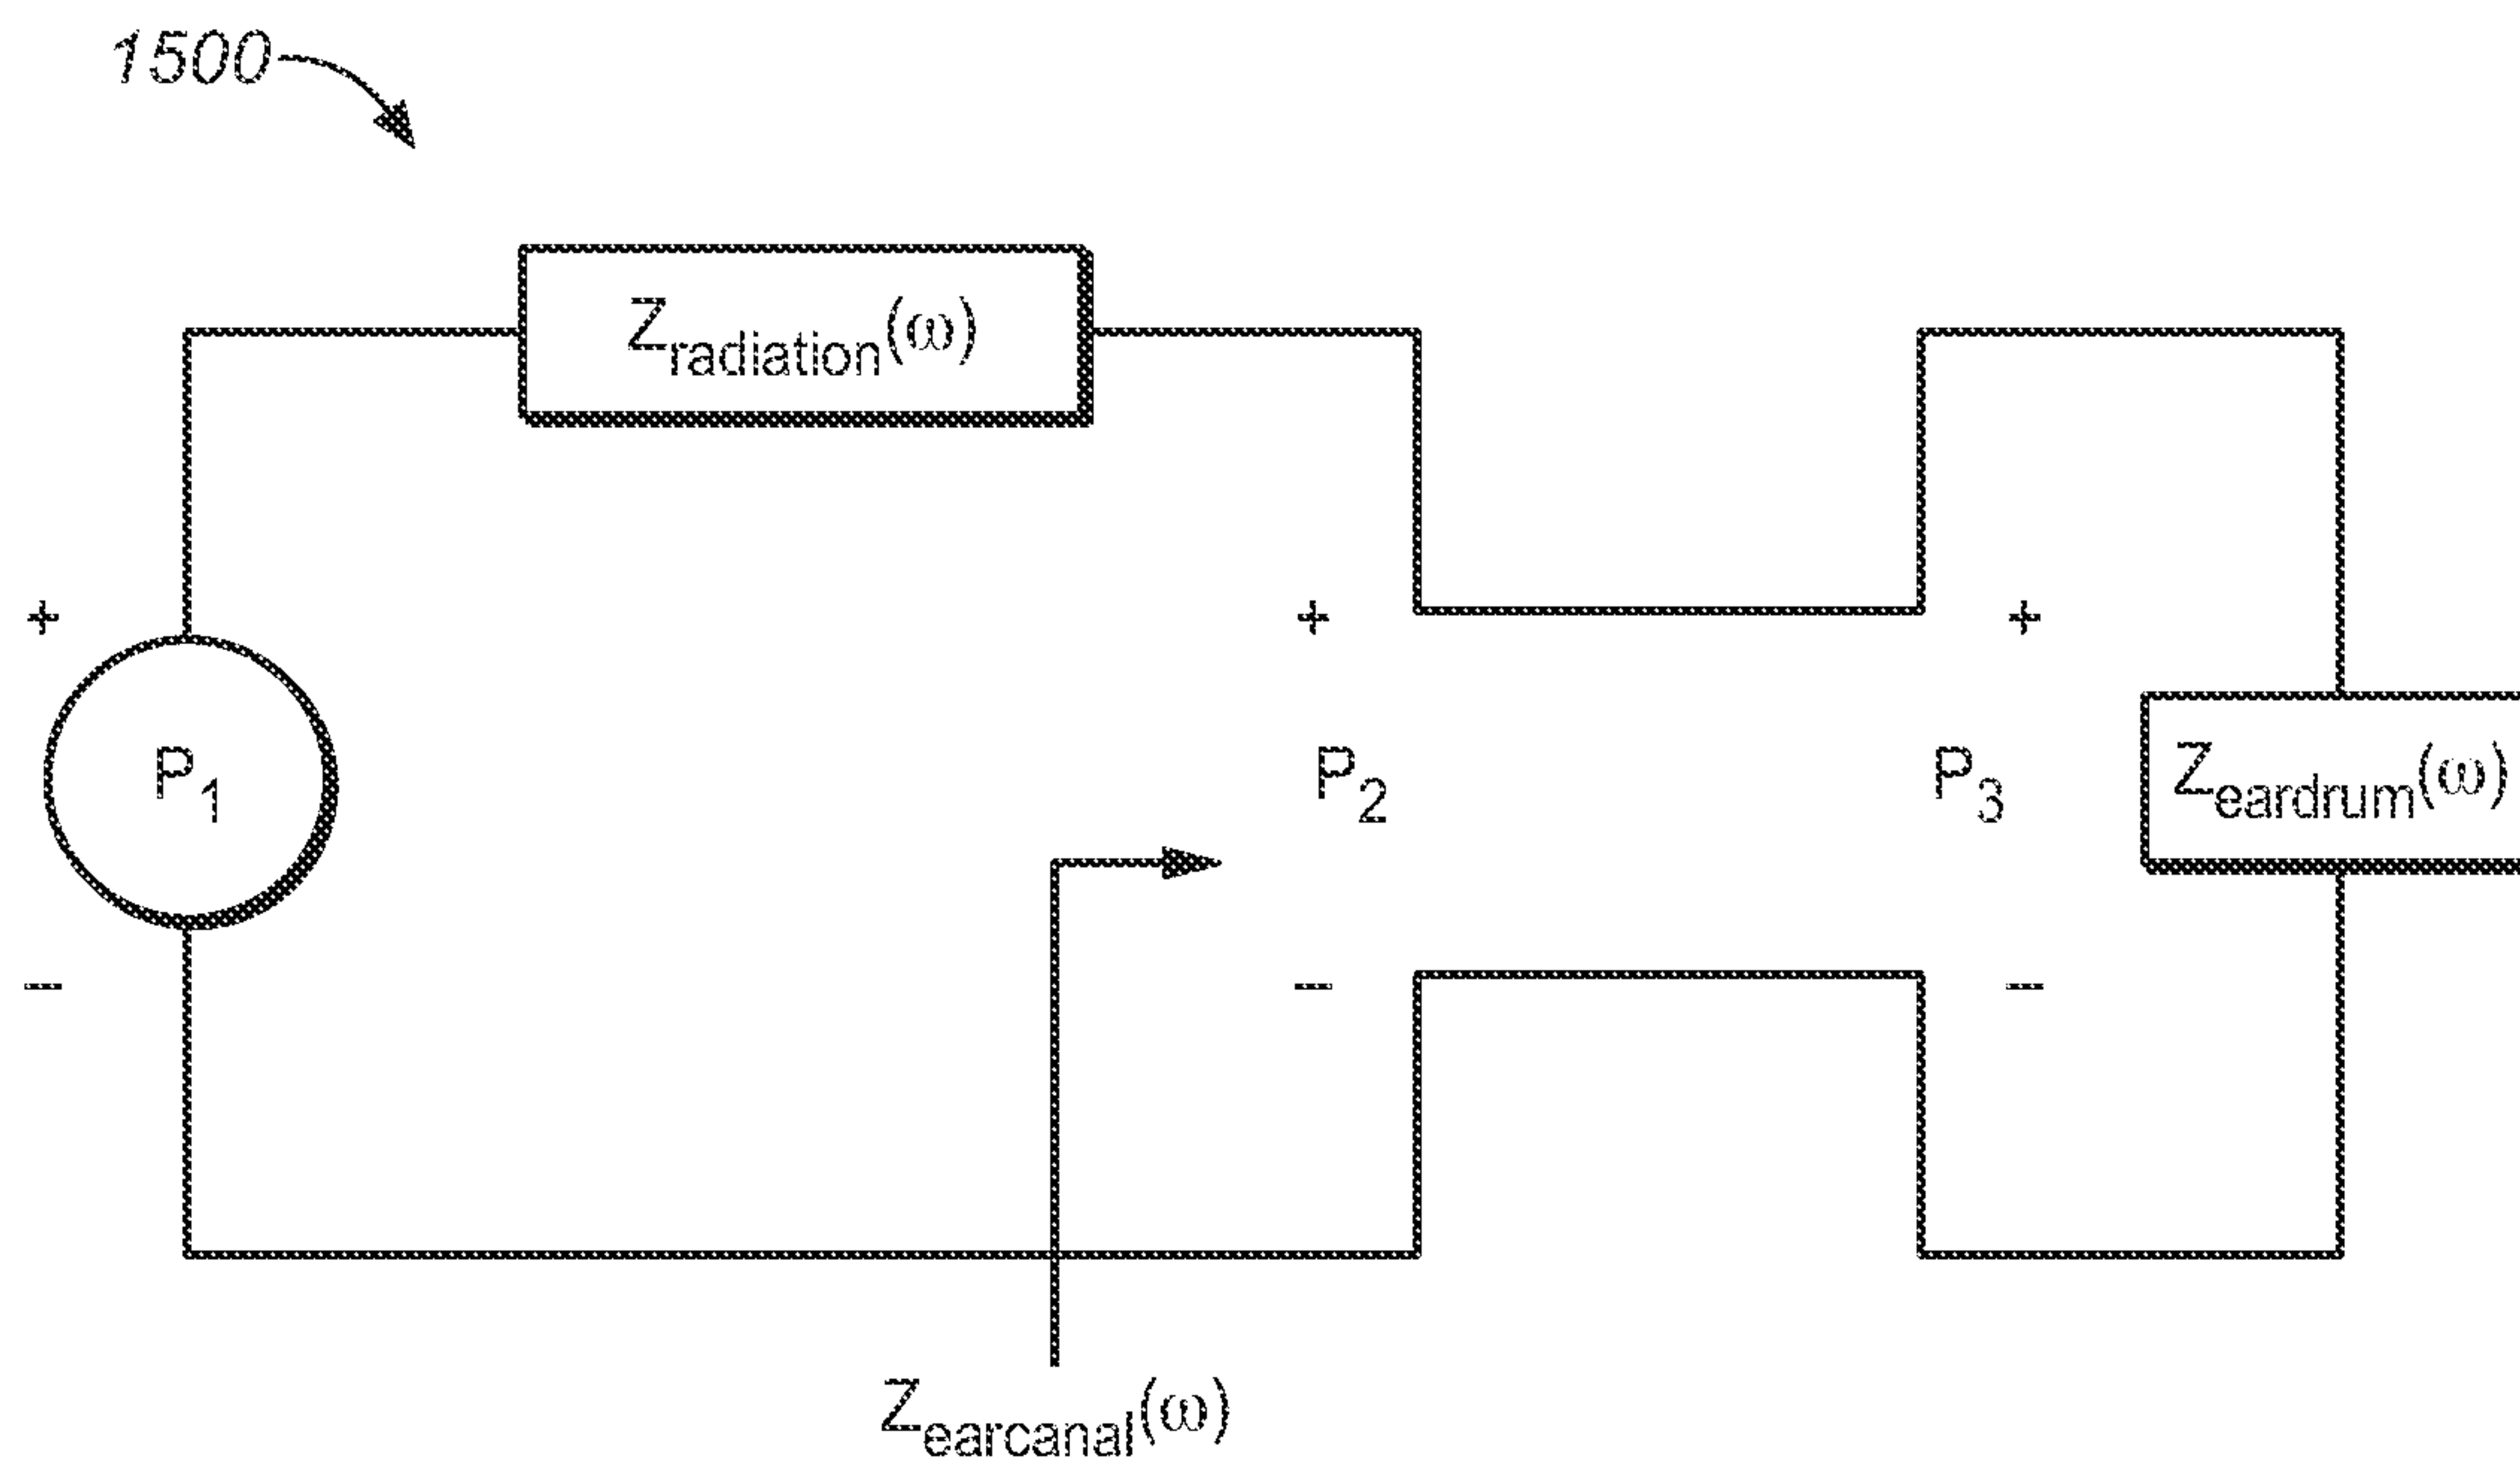 1500
Zradiation(ω)
+ + +
P1 P2 P3 Zeardrum(ω)
– – –
Zearcanal(ω)